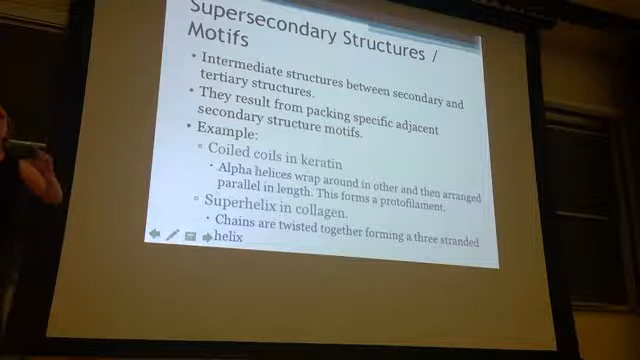 Supersecondary Structures /
Motifs
• Intermediate structures between secondary and
tertiary structures.
• They result from packing specific adjacent
secondary structure motifs.
• Example:
▫ Coiled coils in keratin
• Alpha helices wrap around in other and then arranged
parallel in length. This forms a protofilament.
▫ Superhelix in collagen.
• Chains are twisted together forming a three stranded
helix